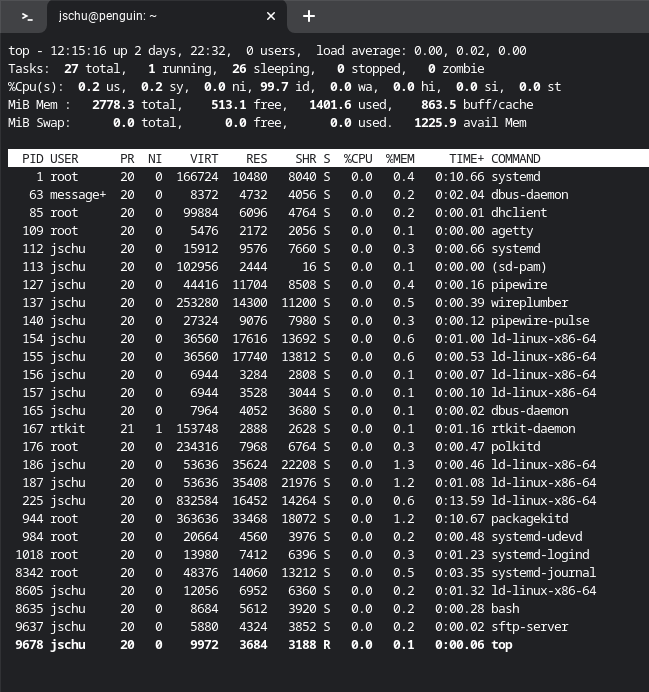 jschu@penguin: ~
top - 12:15:16 up 2 days, 22:32,  0 users,  load average: 0.00, 0.02, 0.00
Tasks:  27 total,   1 running,  26 sleeping,   0 stopped,   0 zombie
%Cpu(s):  0.2 us,  0.2 sy,  0.0 ni, 99.7 id,  0.0 wa,  0.0 hi,  0.0 si,  0.0 st
MiB Mem :   2778.3 total,    513.1 free,   1401.6 used,    863.5 buff/cache
MiB Swap:      0.0 total,      0.0 free,      0.0 used.   1225.9 avail Mem
PID USER      PR  NI    VIRT    RES    SHR S  %CPU  %MEM     TIME+ COMMAND
1 root      20   0  166724  10480   8040 S   0.0   0.4   0:10.66 systemd
63 message+  20   0    8372   4732   4056 S   0.0   0.2   0:02.04 dbus-daemon
85 root      20   0   99884   6096   4764 S   0.0   0.2   0:00.01 dhclient
109 root      20   0    5476   2172   2056 S   0.0   0.1   0:00.00 agetty
112 jschu     20   0   15912   9576   7660 S   0.0   0.3   0:00.66 systemd
113 jschu     20   0  102956   2444     16 S   0.0   0.1   0:00.00 (sd-pam)
127 jschu     20   0   44416  11704   8508 S   0.0   0.4   0:00.16 pipewire
137 jschu     20   0  253280  14300  11200 S   0.0   0.5   0:00.39 wireplumber
140 jschu     20   0   27324   9076   7980 S   0.0   0.3   0:00.12 pipewire-pulse
154 jschu     20   0   36560  17616  13692 S   0.0   0.6   0:01.00 ld-linux-x86-64
155 jschu     20   0   36560  17740  13812 S   0.0   0.6   0:00.53 ld-linux-x86-64
156 jschu     20   0    6944   3284   2808 S   0.0   0.1   0:00.07 ld-linux-x86-64
157 jschu     20   0    6944   3528   3044 S   0.0   0.1   0:00.10 ld-linux-x86-64
165 jschu     20   0    7964   4052   3680 S   0.0   0.1   0:00.02 dbus-daemon
167 rtkit     21   1  153748   2888   2628 S   0.0   0.1   0:01.16 rtkit-daemon
176 root      20   0  234316   7968   6764 S   0.0   0.3   0:00.47 polkitd
186 jschu     20   0   53636  35624  22208 S   0.0   1.3   0:00.46 ld-linux-x86-64
187 jschu     20   0   53636  35408  21976 S   0.0   1.2   0:01.08 ld-linux-x86-64
225 jschu     20   0  832584  16452  14264 S   0.0   0.6   0:13.59 ld-linux-x86-64
944 root      20   0  363636  33468  18072 S   0.0   1.2   0:10.67 packagekitd
984 root      20   0   20664   4560   3976 S   0.0   0.2   0:00.48 systemd-udevd
1018 root      20   0   13980   7412   6396 S   0.0   0.3   0:01.23 systemd-logind
8342 root      20   0   48376  14060  13212 S   0.0   0.5   0:03.35 systemd-journal
8605 jschu     20   0   12056   6952   6360 S   0.0   0.2   0:01.32 ld-linux-x86-64
8635 jschu     20   0    8684   5612   3920 S   0.0   0.2   0:00.28 bash
9637 jschu     20   0    5880   4324   3852 S   0.0   0.2   0:00.02 sftp-server
9678 jschu     20   0    9972   3684   3188 R   0.0   0.1   0:00.06 top